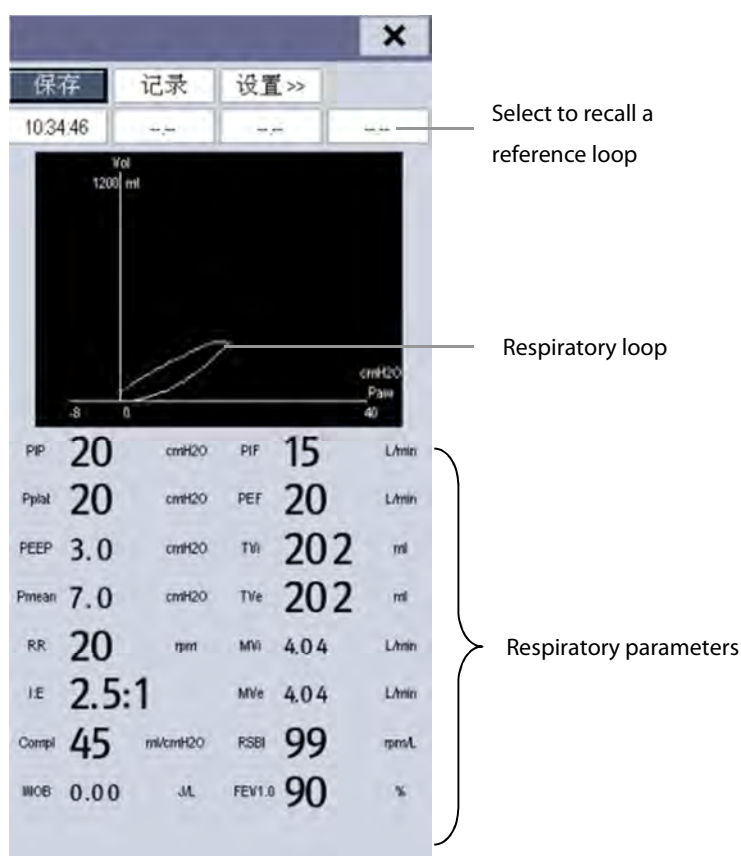 ×
保存 记录 设置 >>
10:34:46 --.-- --.-- --.--
Select to recall a
reference loop
Vol
1200 ml
Respiratory loop
cmH2O
Paw
-8 0 40
PIP 20 cmH2O PIF 15 L/min
Pplat 20 cmH2O PEF 20 L/min
PEEP 3.0 cmH2O TVi 202 ml
Pmean 7.0 cmH2O TVe 202 ml
RR 20 rpm MVi 4.04 L/min
Respiratory parameters
I:E 2.5:1 MVe 4.04 L/min
Compl 45 ml/cmH2O RSBI 99 rpm/L
WOB 0.00 J/L FEV1.0 90 %